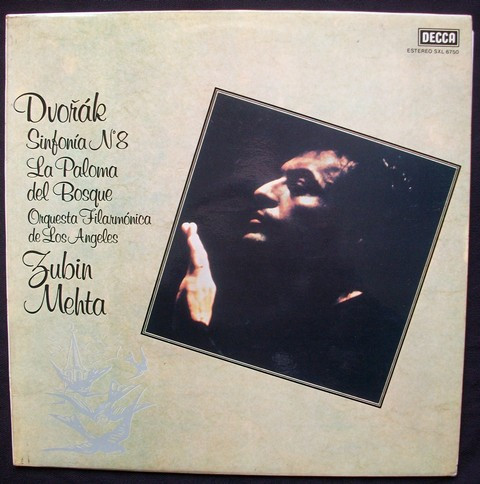 DECCA
ESTEREO SXL 6750
Dvořák
Sinfonía Nº8
La Paloma
del Bosque
Orquesta Filarmónica
de Los Angeles
Zubin
Mehta